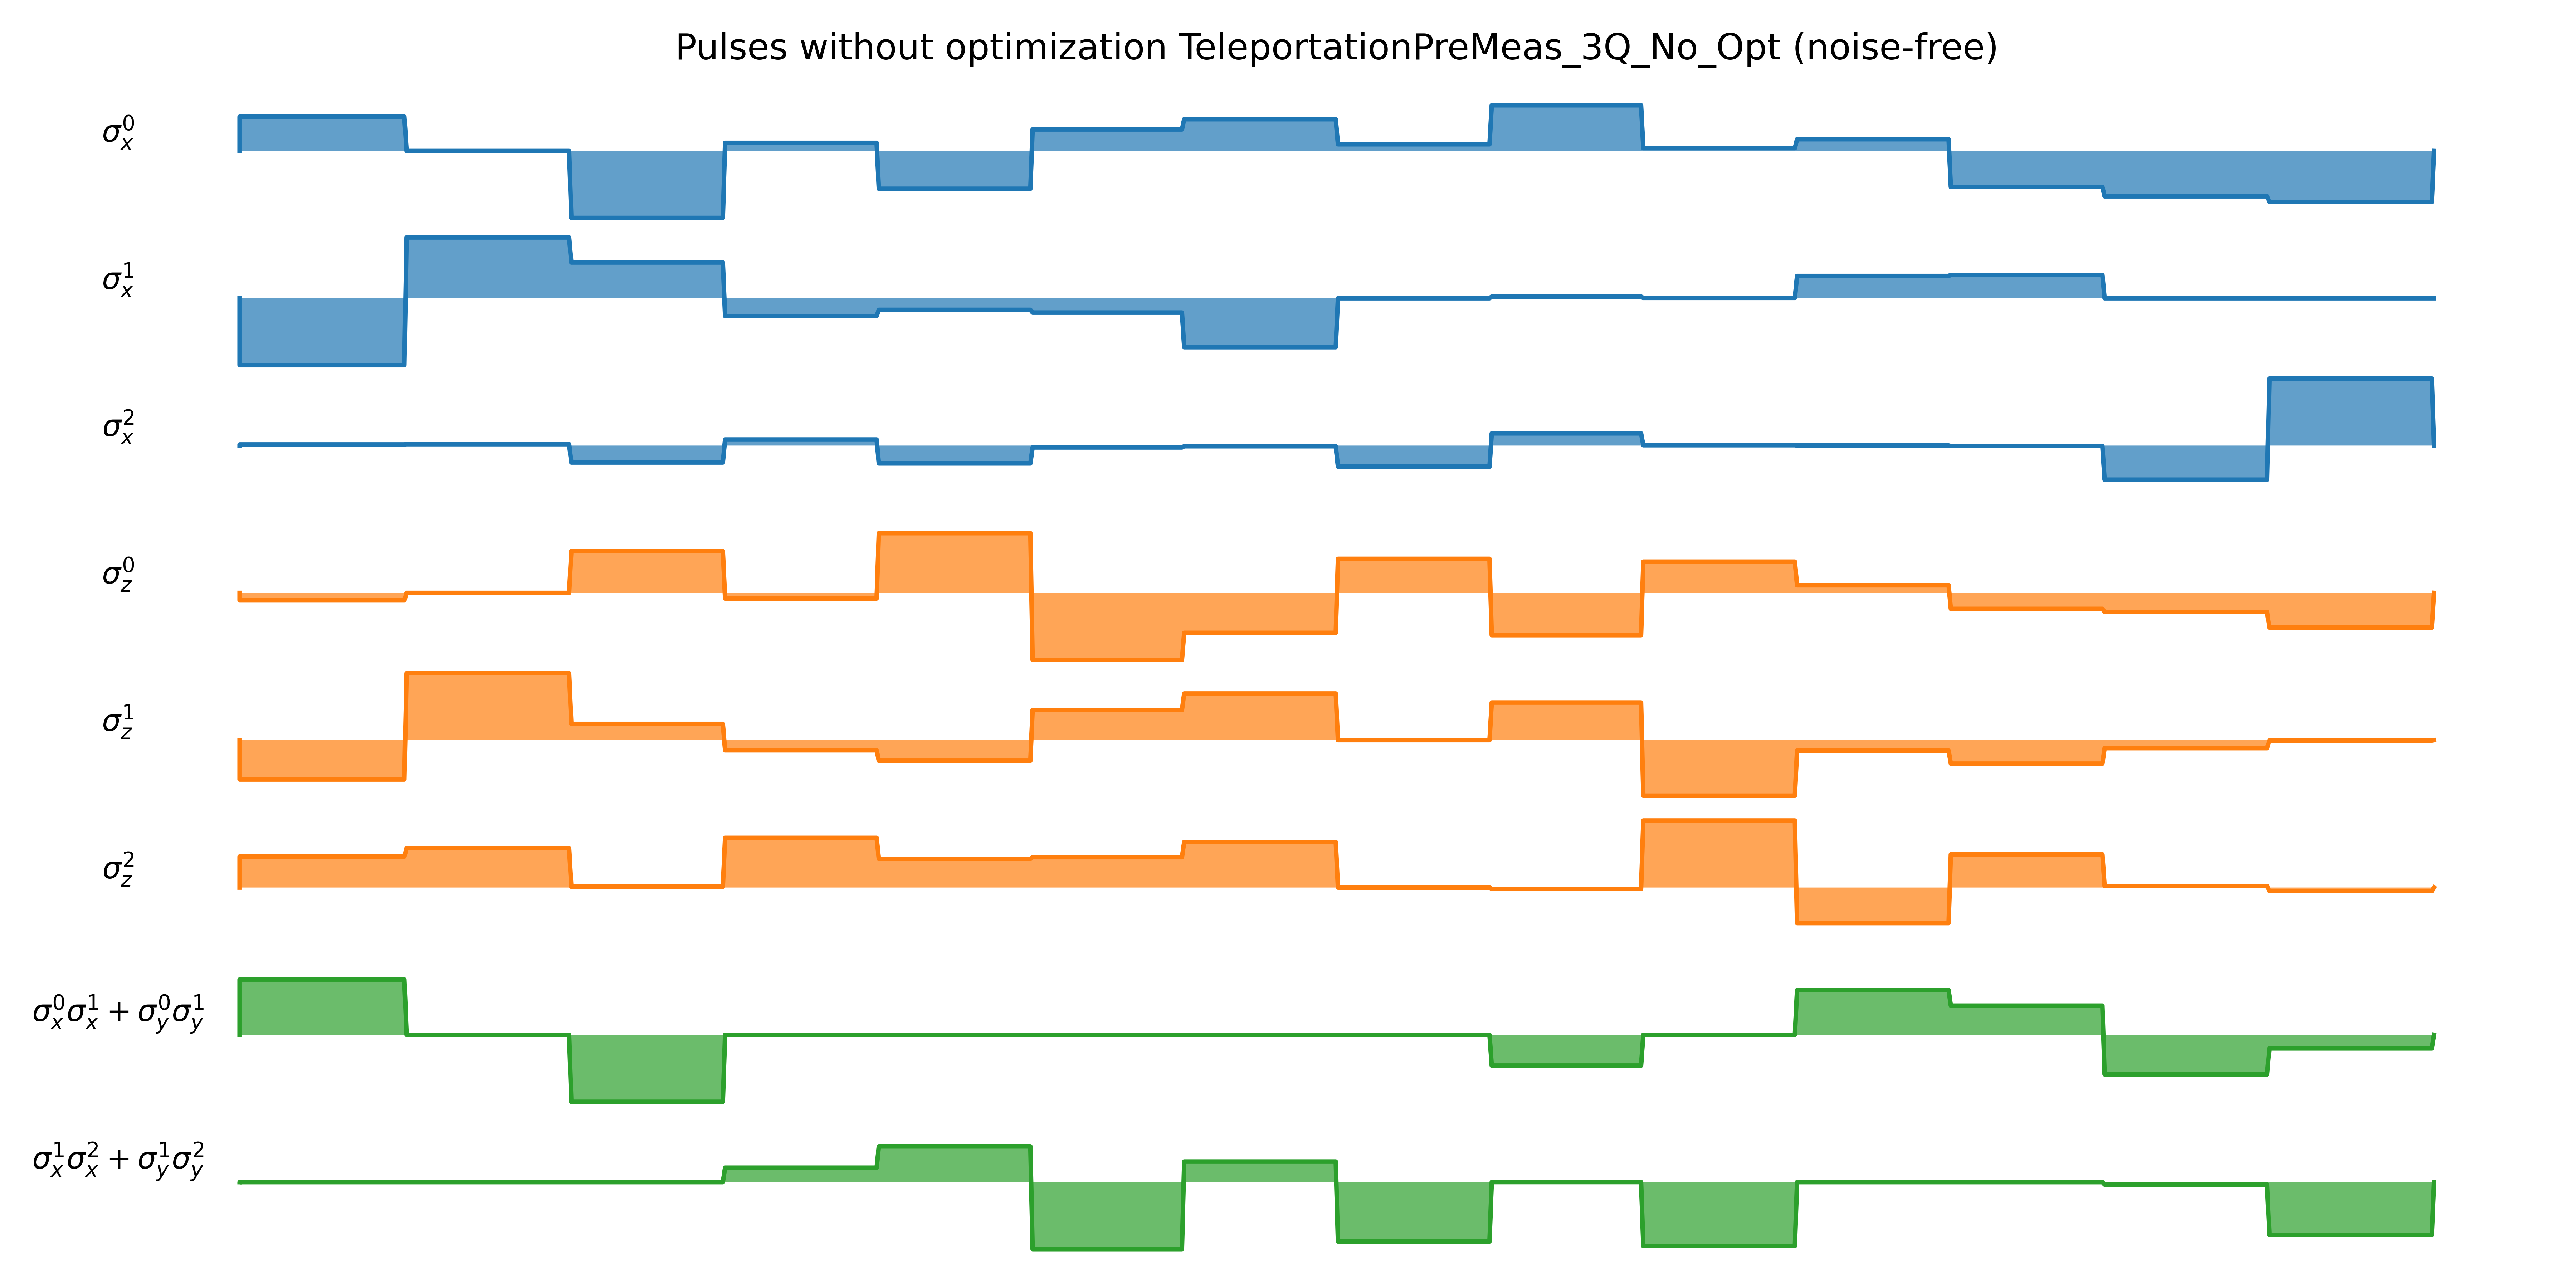 Pulses without optimization TeleportationPreMeas_3Q_No_Opt (noise-free)
σ_x^0
σ_x^1
σ_x^2
σ_z^0
σ_z^1
σ_z^2
σ_x^0σ_x^1 + σ_y^0σ_y^1
σ_x^1σ_x^2 + σ_y^1σ_y^2